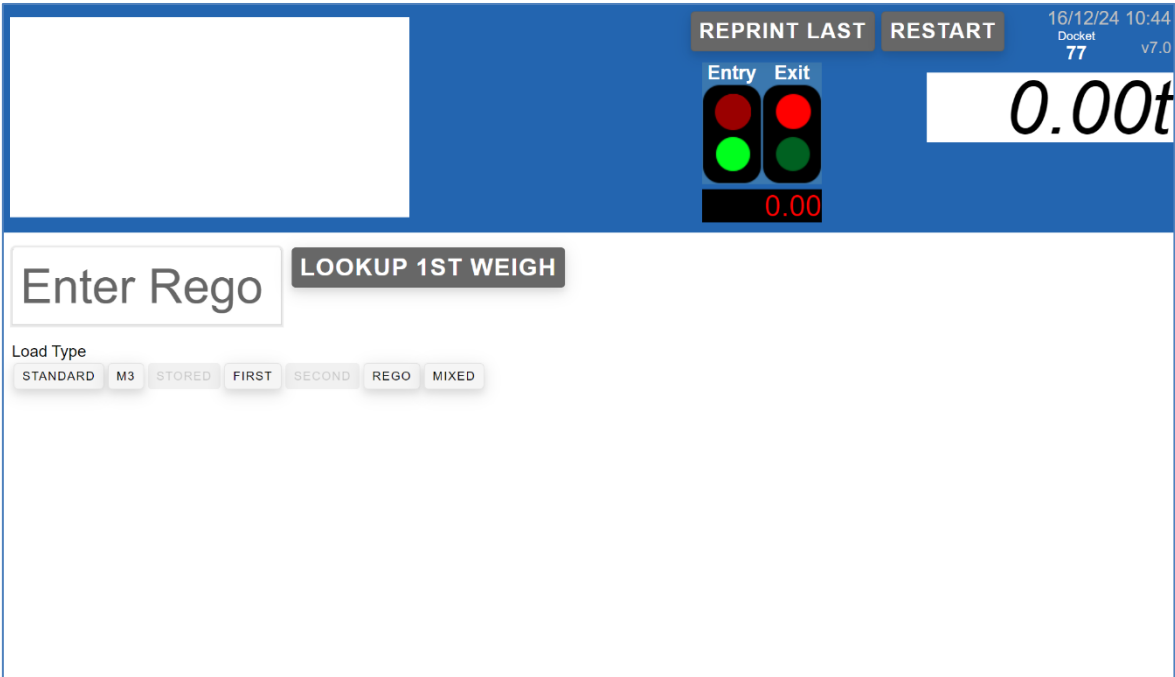 REPRINT LAST RESTART 16/12/24 10:44
Docket
77 v7.0
Entry Exit
0.00t
0.00
Enter Rego LOOKUP 1ST WEIGH
Load Type
STANDARD M3 STORED FIRST SECOND REGO MIXED